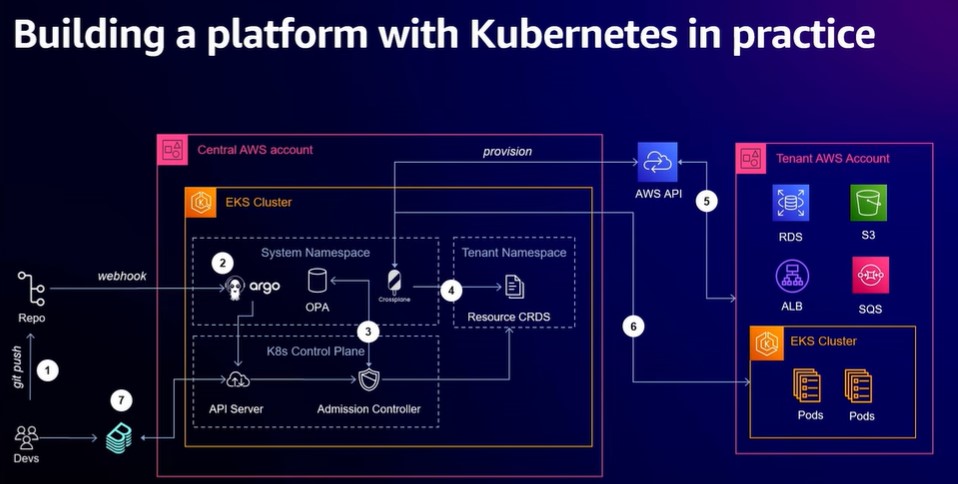 Building a platform with Kubernetes in practice
Central AWS account
provision
AWS API
Tenant AWS Account
EKS Cluster
5
RDS
S3
System Namespace
Tenant Namespace
2
webhook
argo
OPA
Crossplane
4
Resource CRDS
ALB
SQS
Repo
3
6
EKS Cluster
K8s Control Plane
git push
1
7
API Server
Admission Controller
Pods
Pods
Devs